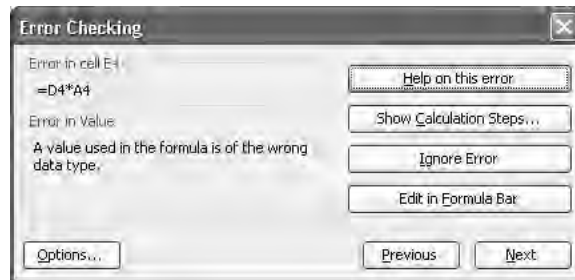 Error Checking
Error in cell E4
=D4*A4
Error in Value
A value used in the formula is of the wrong
data type.
Help on this error
Show Calculation Steps...
Ignore Error
Edit in Formula Bar
Options...
Previous
Next